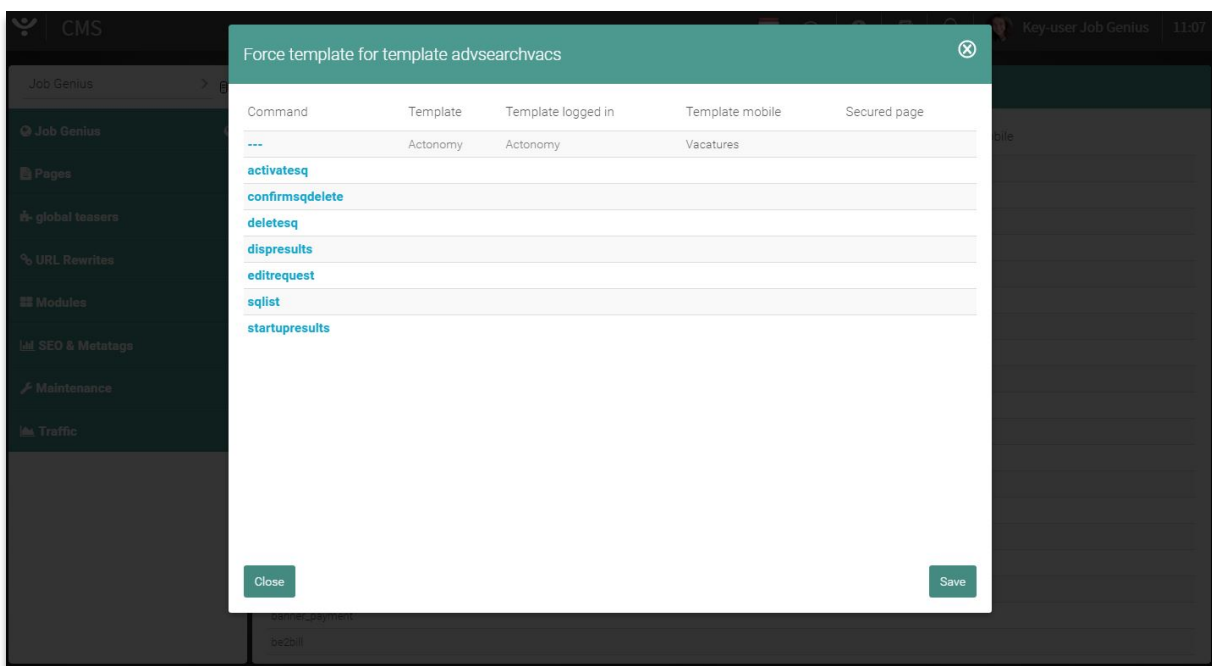 CMS
Key-user Job Genius 11:07
Force template for template advsearchvacs
Job Genius
Command Template Template logged in Template mobile Secured page
Job Genius
--- Actonomy Actonomy Vacatures
activatesq
Pages
confirmsqdelete
global teasers
deletesq
dispresults
URL Rewrites
editrequest
sqlist
Modules
startupresults
SEO & Metatags
Maintenance
Traffic
Close Save
banner_payment
be2bill